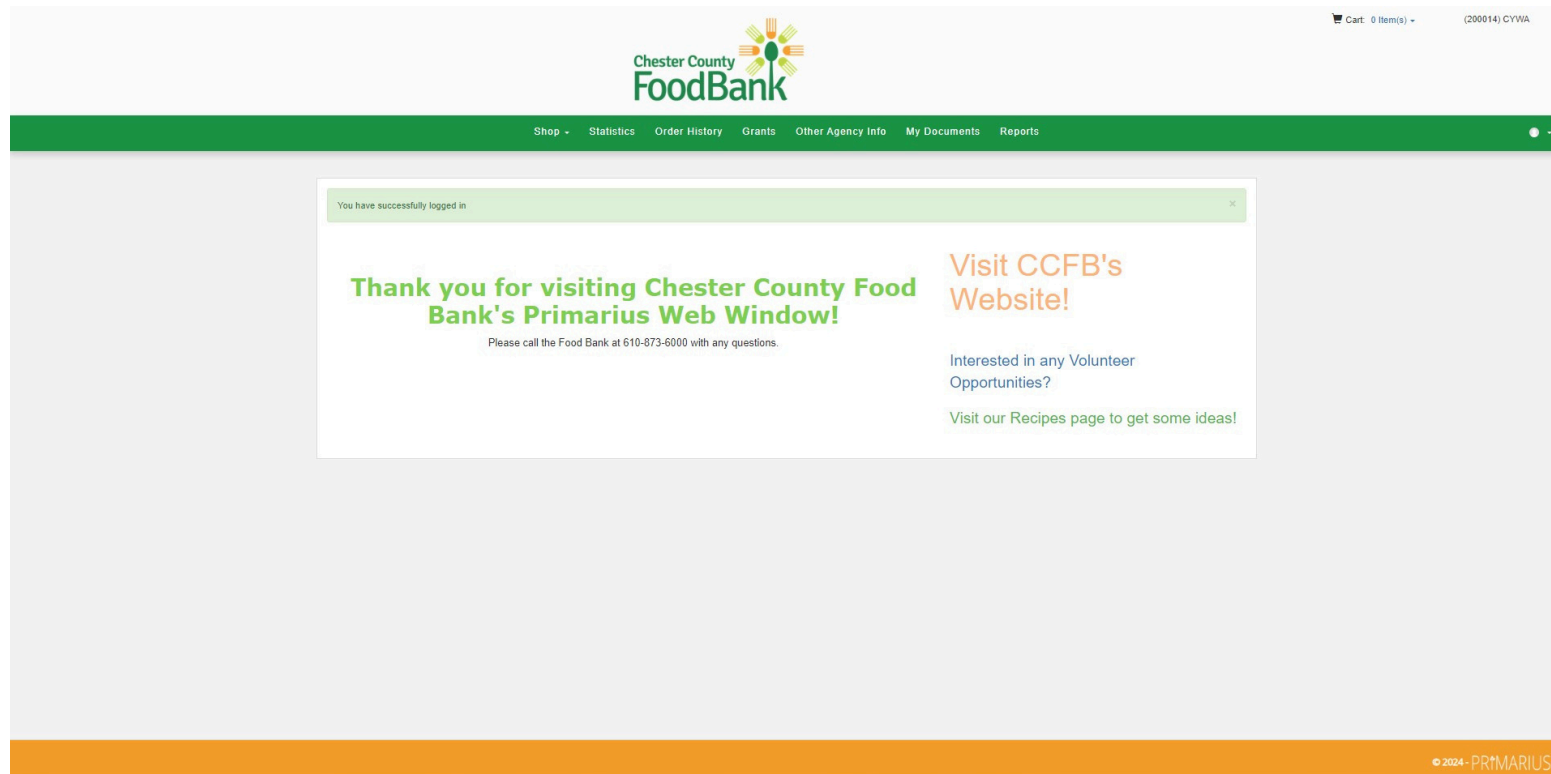 Cart: 0 Item(s)
(200014) CYWA
Chester County
FoodBank
Shop
Statistics
Order History
Grants
Other Agency Info
My Documents
Reports
You have successfully logged in
×
Thank you for visiting Chester County Food
Bank's Primarius Web Window!
Please call the Food Bank at 610-873-6000 with any questions.
Visit CCFB's
Website!
Interested in any Volunteer
Opportunities?
Visit our Recipes page to get some ideas!
© 2024 - PRIMARIUS